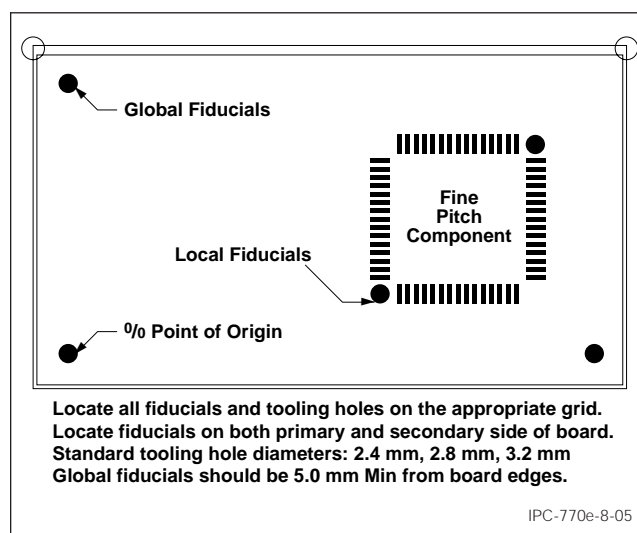 Global Fiducials
Fine
Pitch
Component
Local Fiducials
0/0 Point of Origin
Locate all fiducials and tooling holes on the appropriate grid.
Locate fiducials on both primary and secondary side of board.
Standard tooling hole diameters: 2.4 mm, 2.8 mm, 3.2 mm
Global fiducials should be 5.0 mm Min from board edges.
IPC-770e-8-05